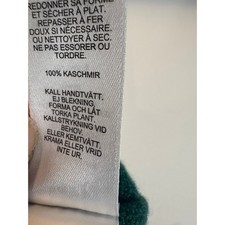 REDONNER SA FORME
ET SÉCHER À PLAT.
REPASSER À FER
DOUX SI NÉCESSAIRE.
OU NETTOYER À SEC.
NE PAS ESSORER OU
TORDRE.
100% KASCHMIR
KALL HANDTVÄTT.
EJ BLEKNING.
FORMA OCH LÅT
TORKA PLANT.
KALLSTRYKNING VID
BEHOV.
ELLER KEMTVÄTT.
KRAMA ELLER VRID
INTE UR.